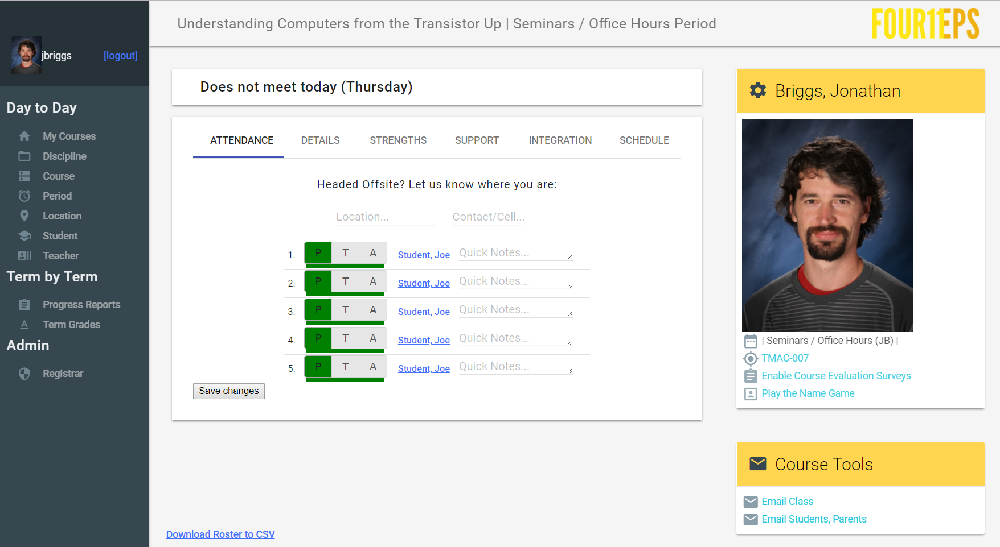 Understanding Computers from the Transistor Up | Seminars / Office Hours Period
FOUR11EPS
jbriggs
[logout]
Day to Day
My Courses
Discipline
Course
Period
Location
Student
Teacher
Term by Term
Progress Reports
Term Grades
Admin
Registrar
Does not meet today (Thursday)
ATTENDANCE DETAILS STRENGTHS SUPPORT INTEGRATION SCHEDULE
Headed Offsite? Let us know where you are:
Location... Contact/Cell...
1. P T A Student, Joe Quick Notes...
2. P T A Student, Joe Quick Notes...
3. P T A Student, Joe Quick Notes...
4. P T A Student, Joe Quick Notes...
5. P T A Student, Joe Quick Notes...
Save changes
Download Roster to CSV
Briggs, Jonathan
| Seminars / Office Hours (JB) |
TMAC-007
Enable Course Evaluation Surveys
Play the Name Game
Course Tools
Email Class
Email Students, Parents